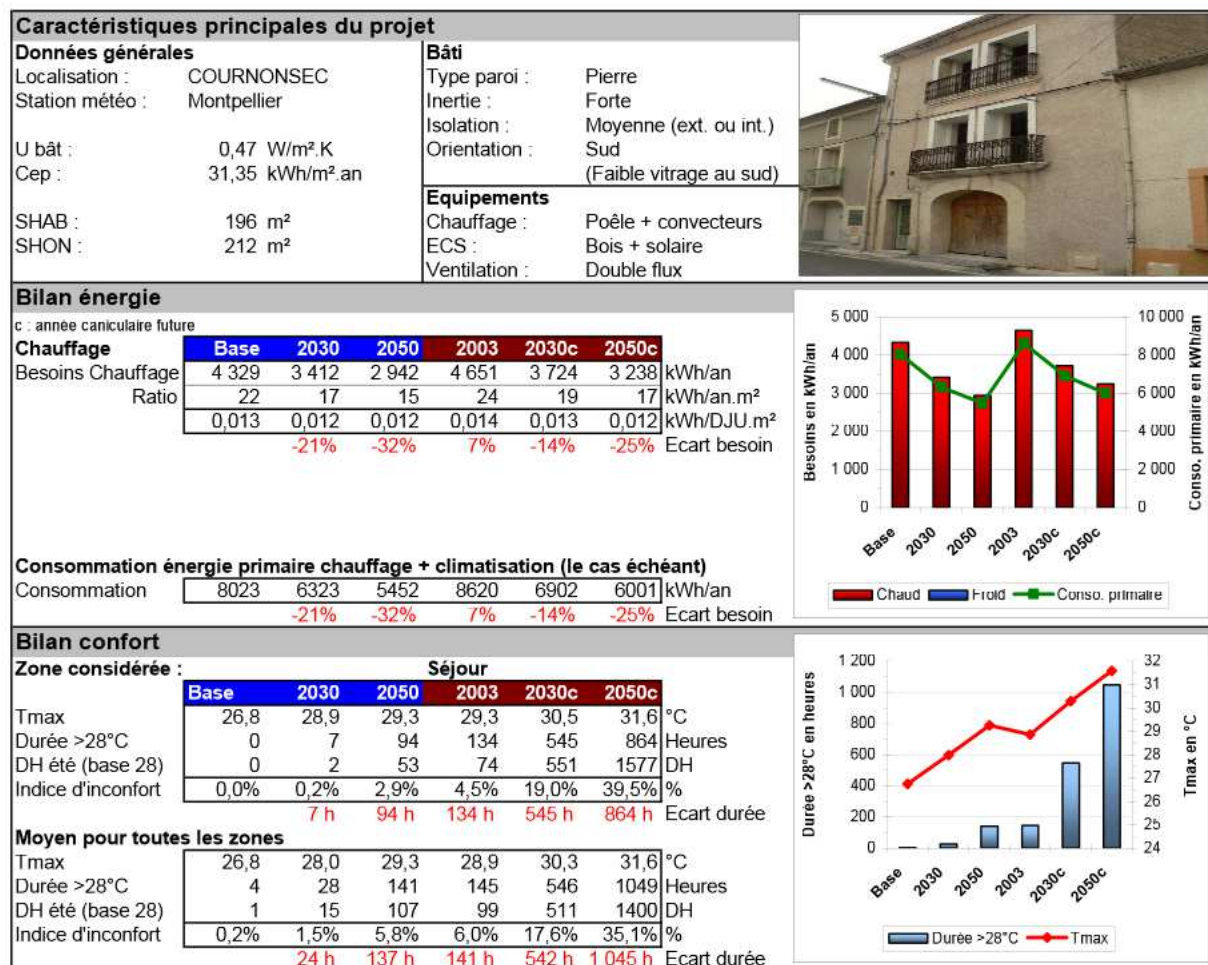 Caractéristiques principales du projet
Données générales
Localisation : COURNONSEC
Station météo : Montpellier
U bât : 0,47 W/m².K
Cep : 31,35 kWh/m².an
SHAB : 196 m²
SHON : 212 m²
Bâti
Type paroi : Pierre
Inertie : Forte
Isolation : Moyenne (ext. ou int.)
Orientation : Sud
(Faible vitrage au sud)
Equipements
Chauffage : Poêle + convecteurs
ECS : Bois + solaire
Ventilation : Double flux
Bilan énergie
c : année caniculaire future
Chauffage Base 2030 2050 2003 2030c 2050c
Besoins Chauffage 4 329 3 412 2 942 4 651 3 724 3 238 kWh/an
Ratio 22 17 15 24 19 17 kWh/an.m²
0,013 0,012 0,012 0,014 0,013 0,012 kWh/DJU.m²
-21% -32% 7% -14% -25% Ecart besoin
Consommation énergie primaire chauffage + climatisation (le cas échéant)
Consommation 8023 6323 5452 8620 6902 6001 kWh/an
-21% -32% 7% -14% -25% Ecart besoin
Besoins en kWh/an
5 000
4 000
3 000
2 000
1 000
0
10 000
8 000
6 000
4 000
2 000
0
Conso. primaire en kWh/an
Base 2030 2050 2003 2030c 2050c
Chaud Froid Conso. primaire
Bilan confort
Zone considérée : Séjour
Base 2030 2050 2003 2030c 2050c
Tmax 26,8 28,9 29,3 29,3 30,5 31,6 °C
Durée >28°C 0 7 94 134 545 864 Heures
DH été (base 28) 0 2 53 74 551 1577 DH
Indice d'inconfort 0,0% 0,2% 2,9% 4,5% 19,0% 39,5% %
7 h 94 h 134 h 545 h 864 h Ecart durée
Moyen pour toutes les zones
Tmax 26,8 28,0 29,3 28,9 30,3 31,6 °C
Durée >28°C 4 28 141 145 546 1049 Heures
DH été (base 28) 1 15 107 99 511 1400 DH
Indice d'inconfort 0,2% 1,5% 5,8% 6,0% 17,6% 35,1% %
24 h 137 h 141 h 542 h 1 045 h Ecart durée
Durée >28°C en heures
1 200
1 000
800
600
400
200
0
32
31
30
29
28
27
26
25
24
Tmax en °C
Base 2030 2050 2003 2030c 2050c
Durée >28°C Tmax